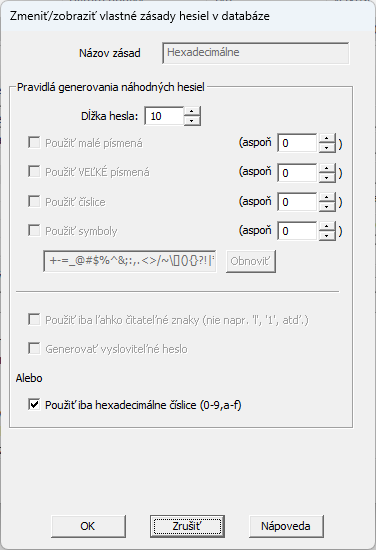 Zmeniť/zobraziť vlastné zásady hesiel v databáze
Názov zásad Hexadecimálne
Pravidlá generovania náhodných hesiel
Dĺžka hesla: 10
Použiť malé písmená (aspoň 0 )
Použiť VEĽKÉ písmená (aspoň 0 )
Použiť číslice (aspoň 0 )
Použiť symboly (aspoň 0 )
+-=_@#$%^&;:,.<>/~\[](){}?!|* Obnoviť
Použiť iba ľahko čitateľné znaky (nie napr. 'l', '1', atď.)
Generovať vysloviteľné heslo
Alebo
Použiť iba hexadecimálne číslice (0-9,a-f)
OK Zrušiť Nápoveda